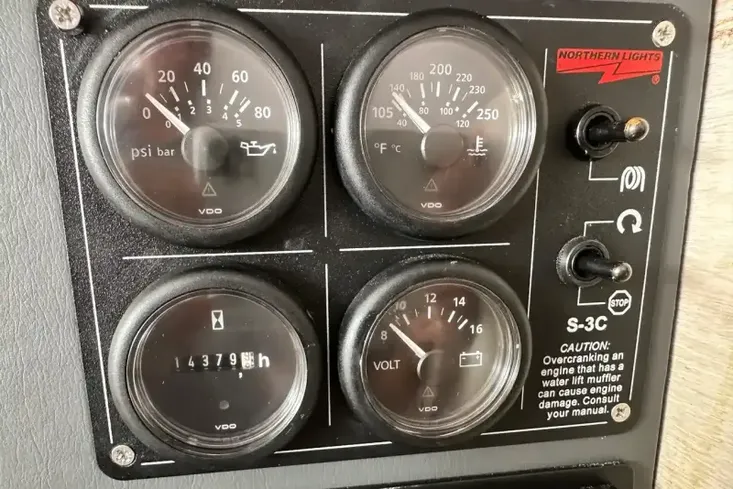 0 20 40 60 80
0 1 2 3 4 5
psi bar
VDO
105 140 180 200 220 230 250
40 80 100 120
°F °C
VDO
NORTHERN LIGHTS
®
14379 h
VDO
8 10 12 14 16
VOLT
VDO
STOP
S-3C
CAUTION:
Overcranking an
engine that has a
water lift muffler
can cause engine
damage. Consult
your manual.